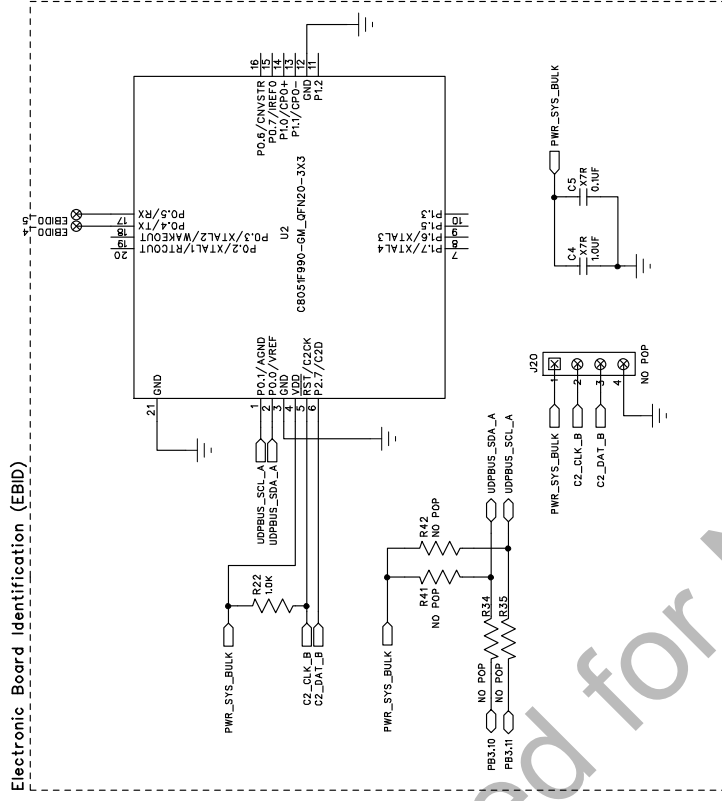 Electronic Board Identification (EBID)
EBID0_4
EBID0_5
20
19
18
17
P0.2/XTAL1/RTCOUT
P0.3/XTAL2/WAKEOUT
P0.4/TX
P0.5/RX
21 GND
1 P0.1/AGND
2 P0.0/VREF
3 GND
4 VDD
5 RST/C2CK
6 P2.7/C2D
U2
C8051F990-GM_QFN20-3X3
P0.6/CNVSTR 16
P0.7/IREF0 15
P1.0/CP0+ 14
P1.1/CP0- 13
GND 12
P1.2 11
P1.7/XTAL4
P1.6/XTAL3
P1.5
P1.3
7
8
9
10
UDPBUS_SCL_A
UDPBUS_SDA_A
PWR_SYS_BULK
R22
1.0K
C2_CLK_B
C2_DAT_B
PWR_SYS_BULK
R41
NO POP
R42
NO POP
PB3.10
NO POP
R34
UDPBUS_SDA_A
PB3.11
NO POP
R35
UDPBUS_SCL_A
J20
PWR_SYS_BULK 1
C2_CLK_B 2
C2_DAT_B 3
4
NO POP
PWR_SYS_BULK
C4
X7R
1.0UF
C5
X7R
0.1UF
ed for